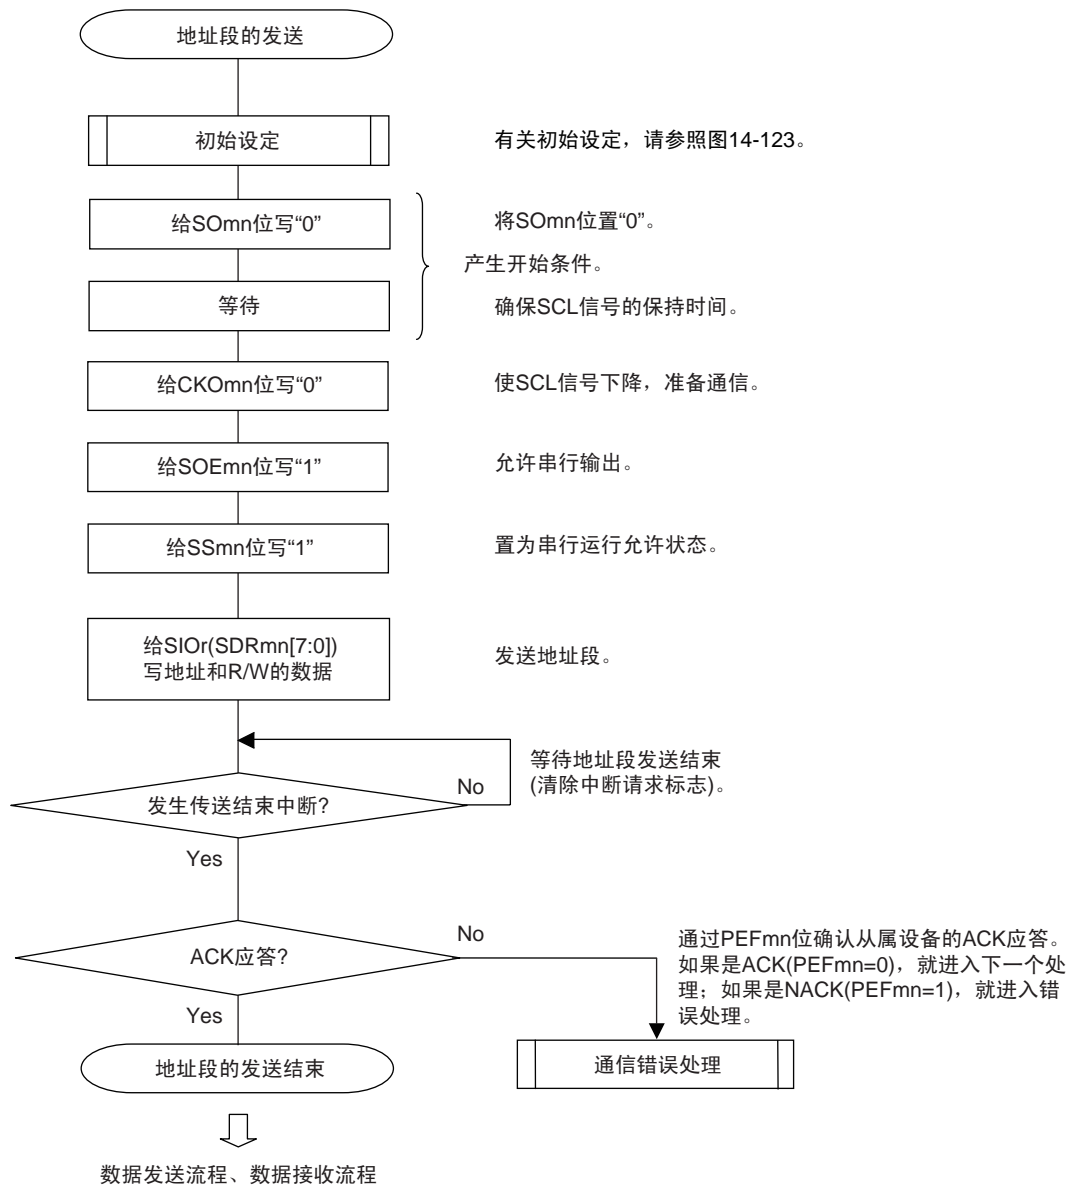 地址段的发送
初始设定
有关初始设定，请参照图14-123。
给SOmn位写“0”
将SOmn位置“0”。
产生开始条件。
等待
确保SCL信号的保持时间。
给CKOmn位写“0”
使SCL信号下降，准备通信。
给SOEmn位写“1”
允许串行输出。
给SSmn位写“1”
置为串行运行允许状态。
给SIOr(SDRmn[7:0])
写地址和R/W的数据
发送地址段。
等待地址段发送结束
(清除中断请求标志)。
No
发生传送结束中断?
Yes
No
ACK应答?
通过PEFmn位确认从属设备的ACK应答。
如果是ACK(PEFmn=0)，就进入下一个处
理；如果是NACK(PEFmn=1)，就进入错
误处理。
Yes
地址段的发送结束
通信错误处理
数据发送流程、数据接收流程